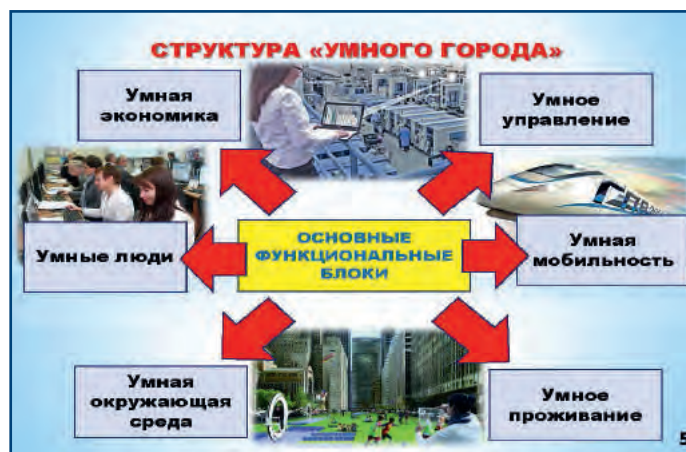 СТРУКТУРА «УМНОГО ГОРОДА»
Умная
экономика
Умное
управление
Умные люди
ОСНОВНЫЕ
ФУНКЦИОНАЛЬНЫЕ
БЛОКИ
Умная
мобильность
Умная
окружающая
среда
Умное
проживание
5